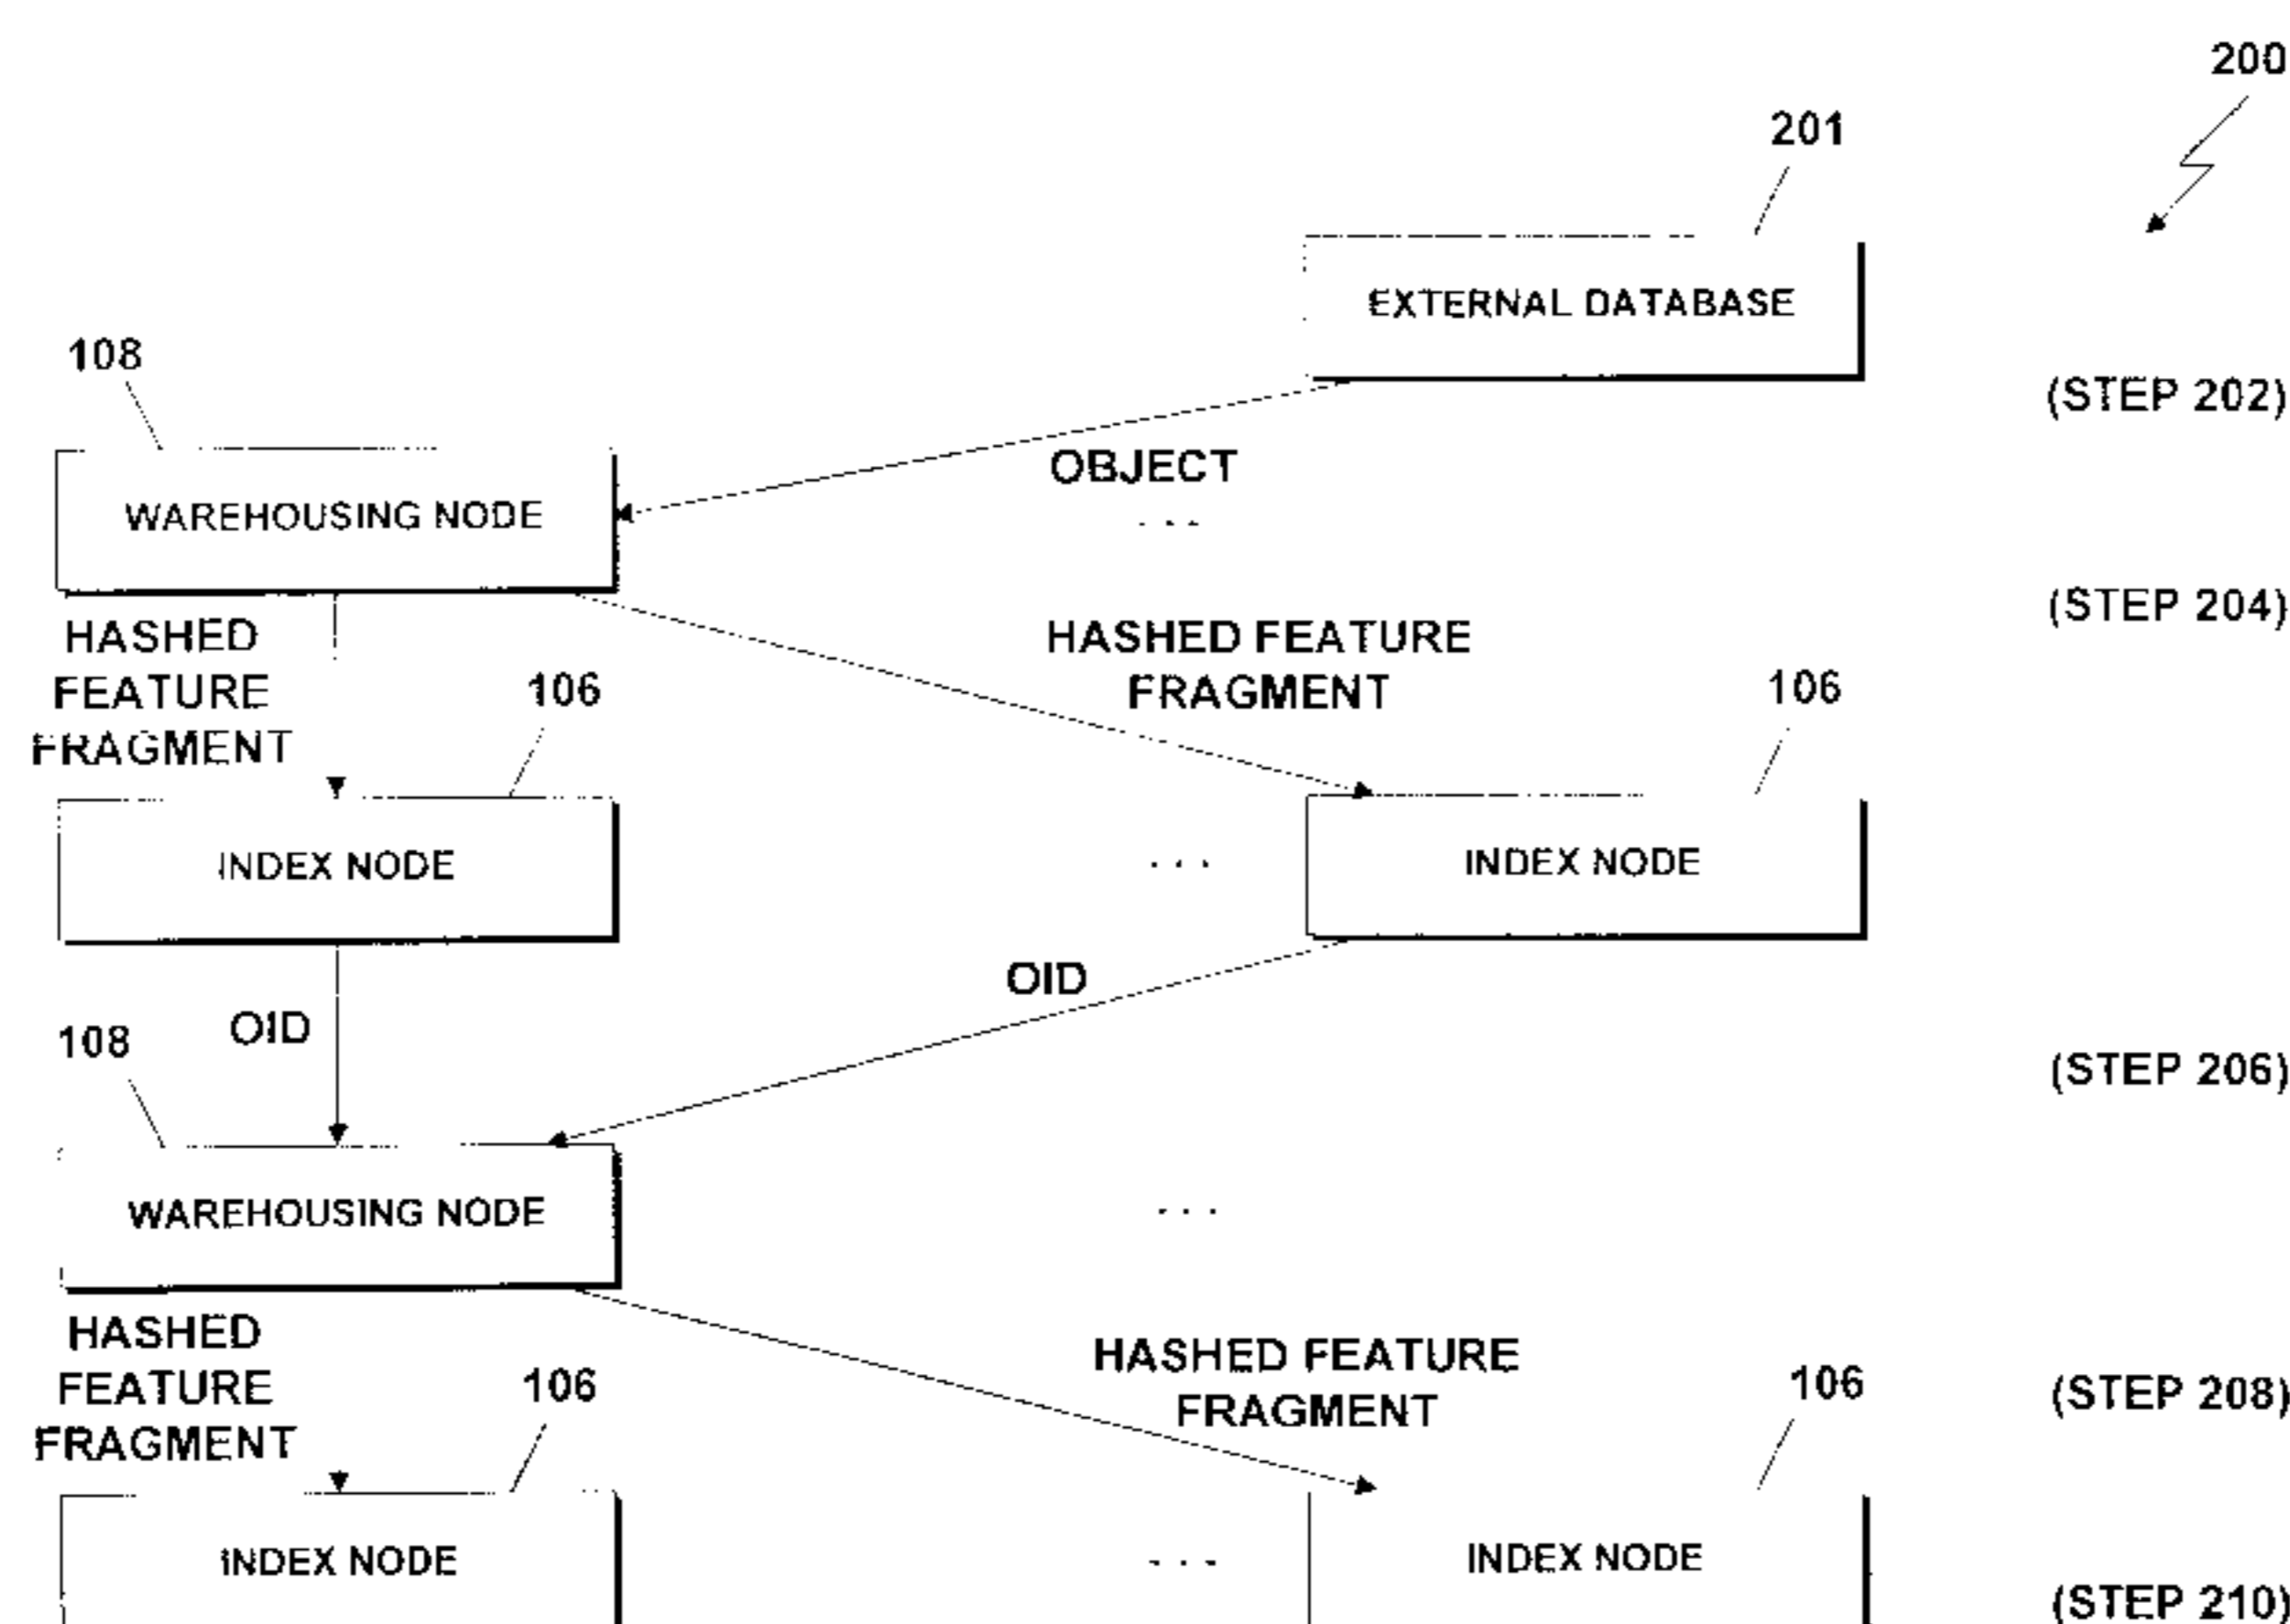 200
201
EXTERNAL DATABASE
108
(STEP 202)
OBJECT
WAREHOUSING NODE
. . .
(STEP 204)
HASHED
FEATURE
FRAGMENT
HASHED FEATURE
FRAGMENT
106
106
INDEX NODE
. . .
INDEX NODE
OID
OID
108
(STEP 206)
WAREHOUSING NODE
. . .
HASHED
FEATURE
FRAGMENT
HASHED FEATURE
FRAGMENT
106
106
(STEP 208)
INDEX NODE
. . .
INDEX NODE
(STEP 210)